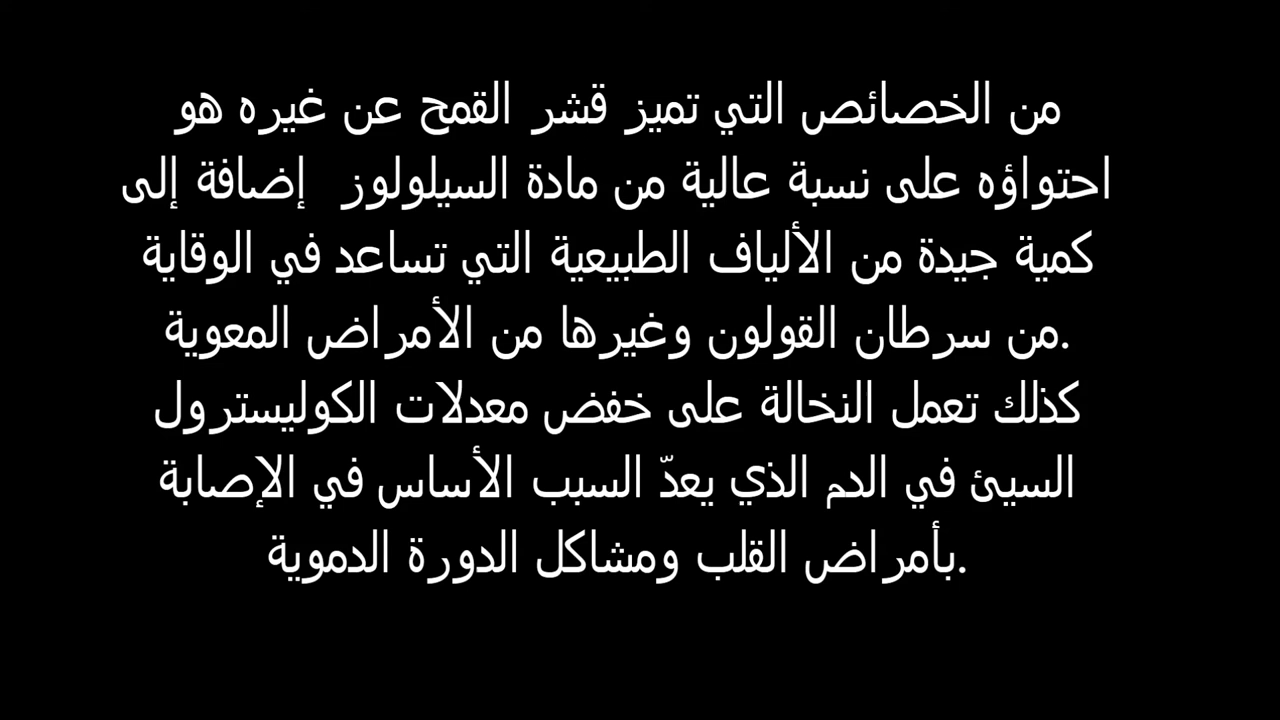 من الخصائص التي تميز قشر القمح عن غيره هو
احتواؤه على نسبة عالية من مادة السيلولوز إضافة إلى
كمية جيدة من الألياف الطبيعية التي تساعد في الوقاية
من سرطان القولون وغيرها من الأمراض المعوية.
كذلك تعمل النخالة على خفض معدلات الكوليسترول
السيئ في الدم الذي يعدّ السبب الأساس في الإصابة
بأمراض القلب ومشاكل الدورة الدموية.